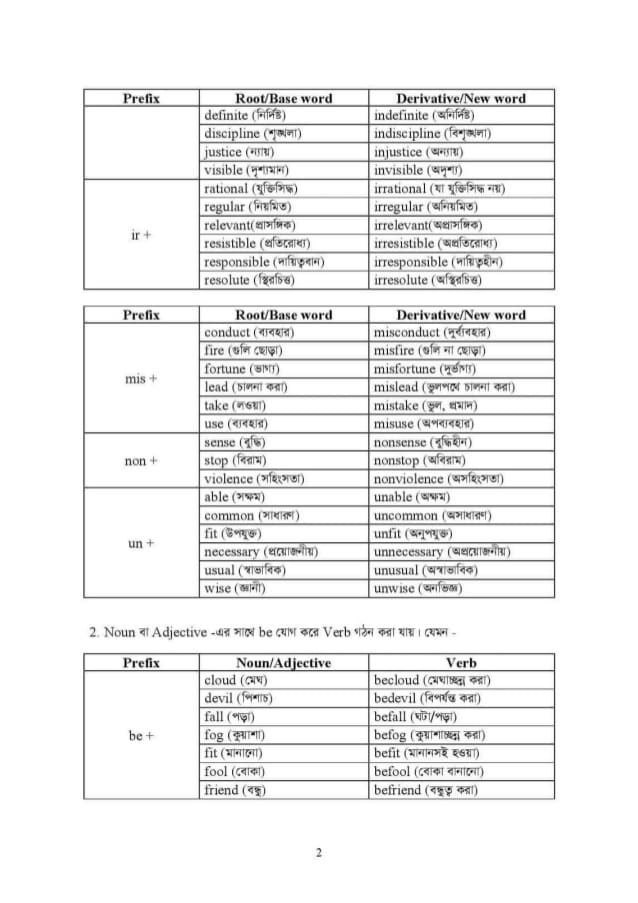 Prefix Root/Base word Derivative/New word
definite (নির্দিষ্ট) indefinite (অনির্দিষ্ট)
discipline (শৃঙ্খলা) indiscipline (বিশৃঙ্খলা)
justice (ন্যায়) injustice (অন্যায়)
visible (দৃশ্যমান) invisible (অদৃশ্য)
rational (যুক্তিসিদ্ধ) irrational (যা যুক্তিসিদ্ধ নয়)
regular (নিয়মিত) irregular (অনিয়মিত)
relevant(প্রাসঙ্গিক) irrelevant(অপ্রাসঙ্গিক)
ir + resistible (প্রতিরোধ্য) irresistible (অপ্রতিরোধ্য)
responsible (দায়িত্ববান) irresponsible (দায়িত্বহীন)
resolute (স্থিরচিত্ত) irresolute (অস্থিরচিত্ত)
Prefix Root/Base word Derivative/New word
conduct (ব্যবহার) misconduct (দুর্ব্যবহার)
fire (গুলি ছোড়া) misfire (গুলি না ছোড়া)
fortune (ভাগ্য) misfortune (দুর্ভাগ্য)
mis + lead (চালনা করা) mislead (ভুলপথে চালনা করা)
take (লওয়া) mistake (ভুল, প্রমাদ)
use (ব্যবহার) misuse (অপব্যবহার)
sense (বুদ্ধি) nonsense (বুদ্ধিহীন)
non + stop (বিরাম) nonstop (অবিরাম)
violence (সহিংসতা) nonviolence (অসহিংসতা)
able (সক্ষম) unable (অক্ষম)
common (সাধারণ) uncommon (অসাধারণ)
fit (উপযুক্ত) unfit (অনুপযুক্ত)
un + necessary (প্রয়োজনীয়) unnecessary (অপ্রয়োজনীয়)
usual (স্বাভাবিক) unusual (অস্বাভাবিক)
wise (জ্ঞানী) unwise (অনভিজ্ঞ)
2. Noun বা Adjective -এর সাথে be যোগ করে Verb গঠন করা যায়। যেমন -
Prefix Noun/Adjective Verb
cloud (মেঘ) becloud (মেঘাচ্ছন্ন করা)
devil (পিশাচ) bedevil (বিপর্যস্ত করা)
fall (পড়া) befall (ঘটা/পড়া)
be + fog (কুয়াশা) befog (কুয়াশাচ্ছন্ন করা)
fit (মানানো) befit (মানানসই হওয়া)
fool (বোকা) befool (বোকা বানানো)
friend (বন্ধু) befriend (বন্ধুত্ব করা)
2